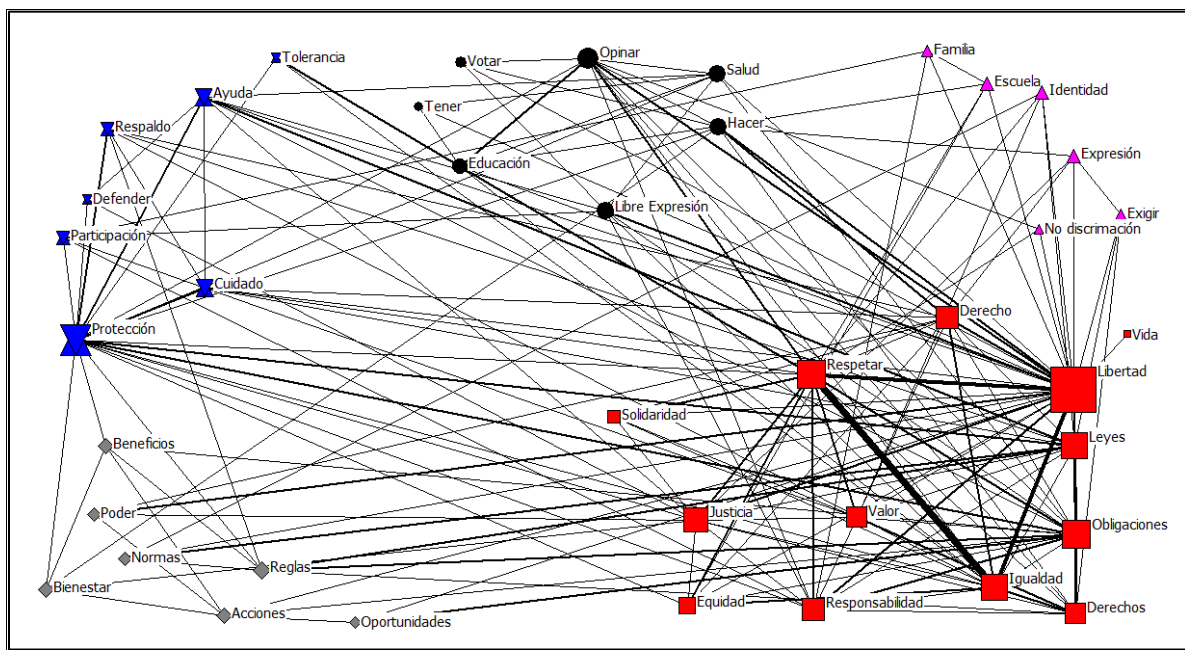 Tolerancia
Ayuda
Respaldo
Defender
Participación
Cuidado
Protección
Votar
Opinar
Salud
Tener
Hacer
Educación
Libre Expresión
Familia
Escuela
Identidad
Expresión
Exigir
No discrimación
Derecho
Vida
Respetar
Libertad
Solidaridad
Leyes
Justicia
Valor
Obligaciones
Igualdad
Equidad
Responsabilidad
Derechos
Beneficios
Poder
Normas
Reglas
Bienestar
Acciones
Oportunidades